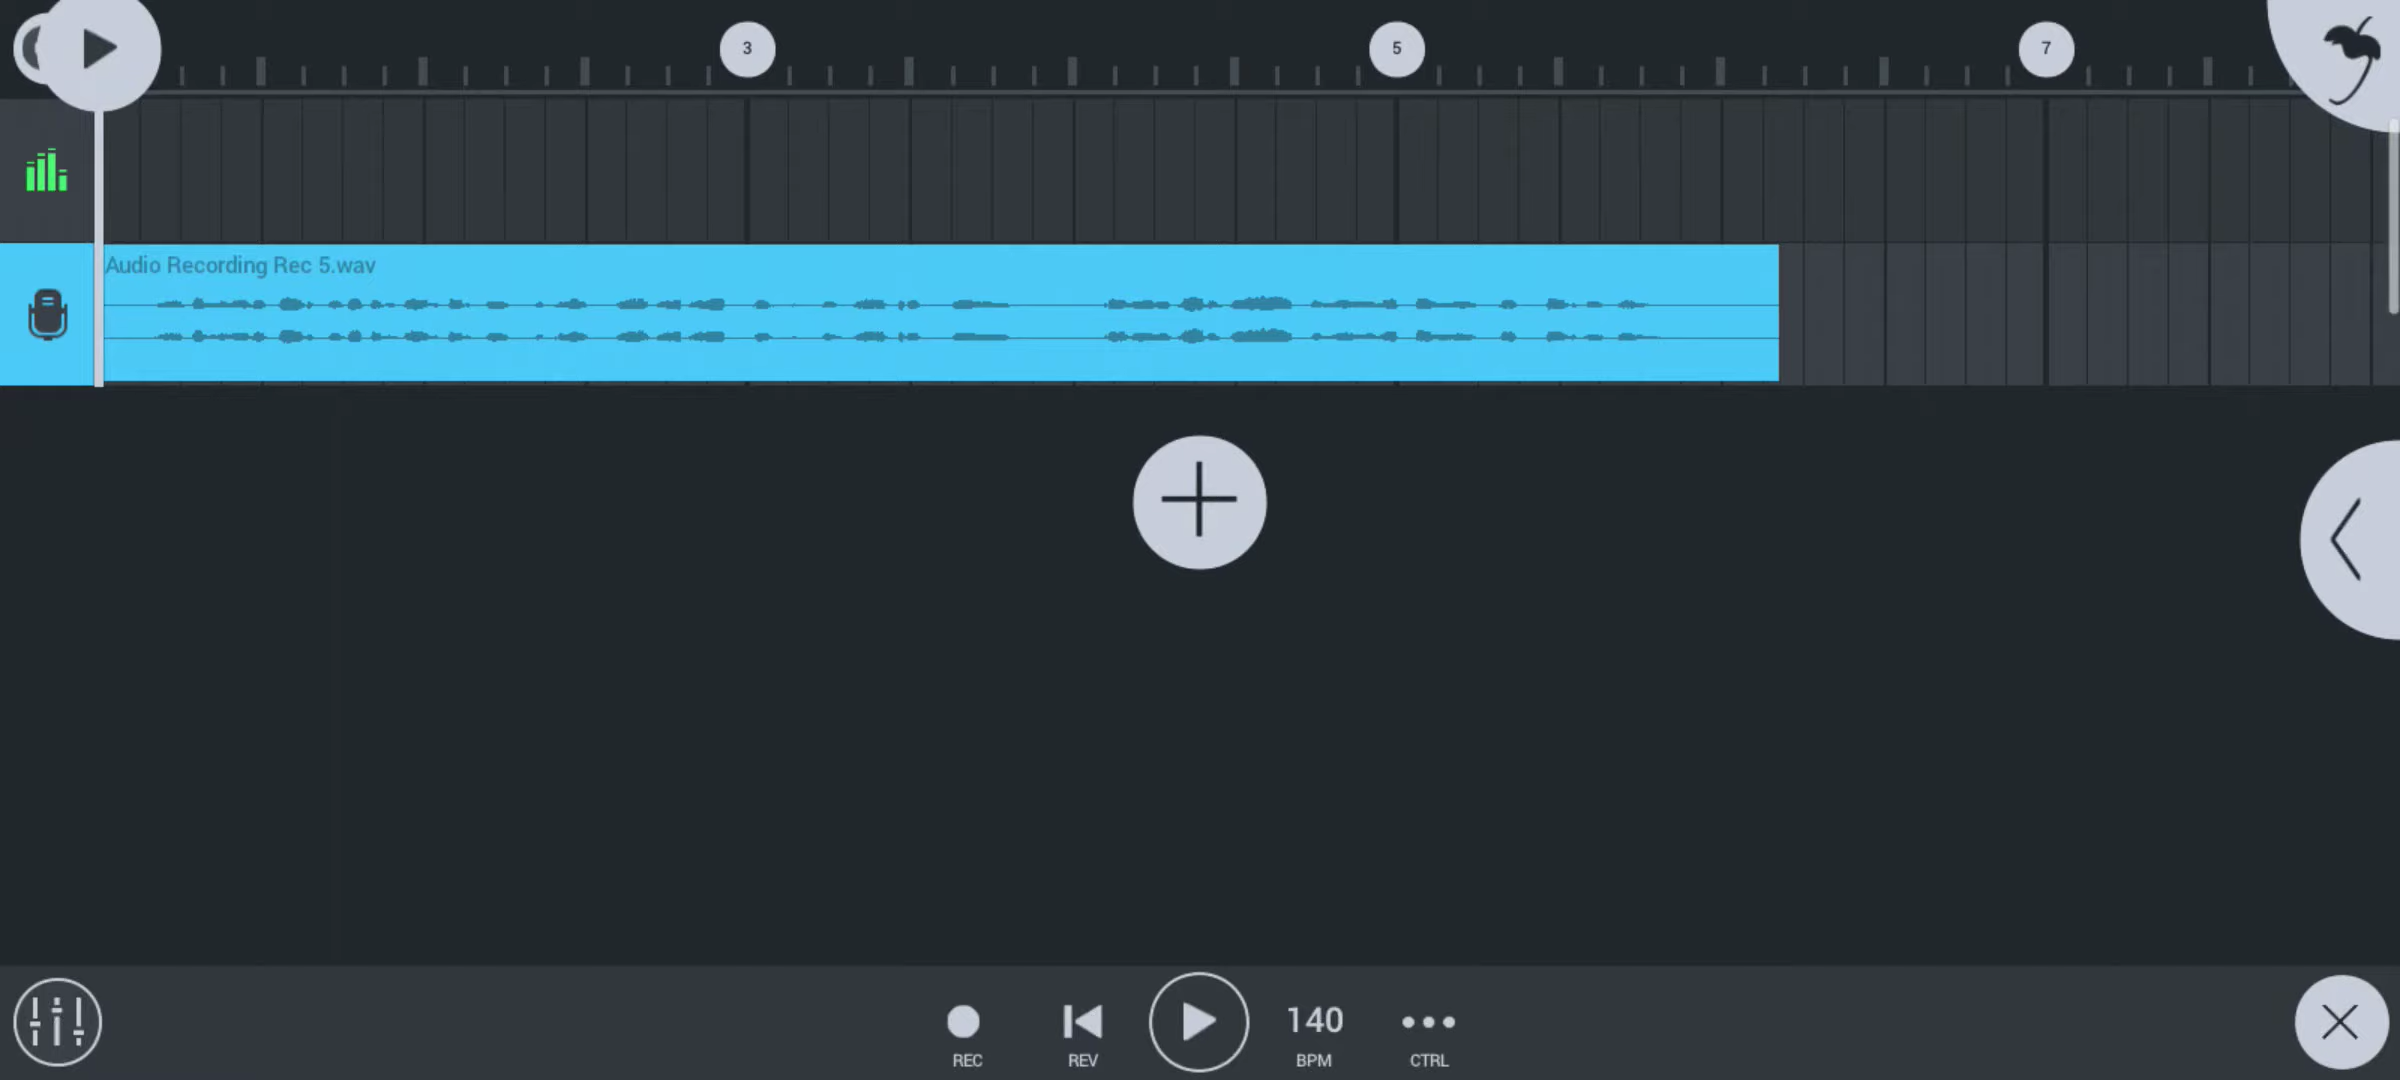 3
5
7
Audio Recording Rec 5.wav
140
REC
REV
BPM
CTRL